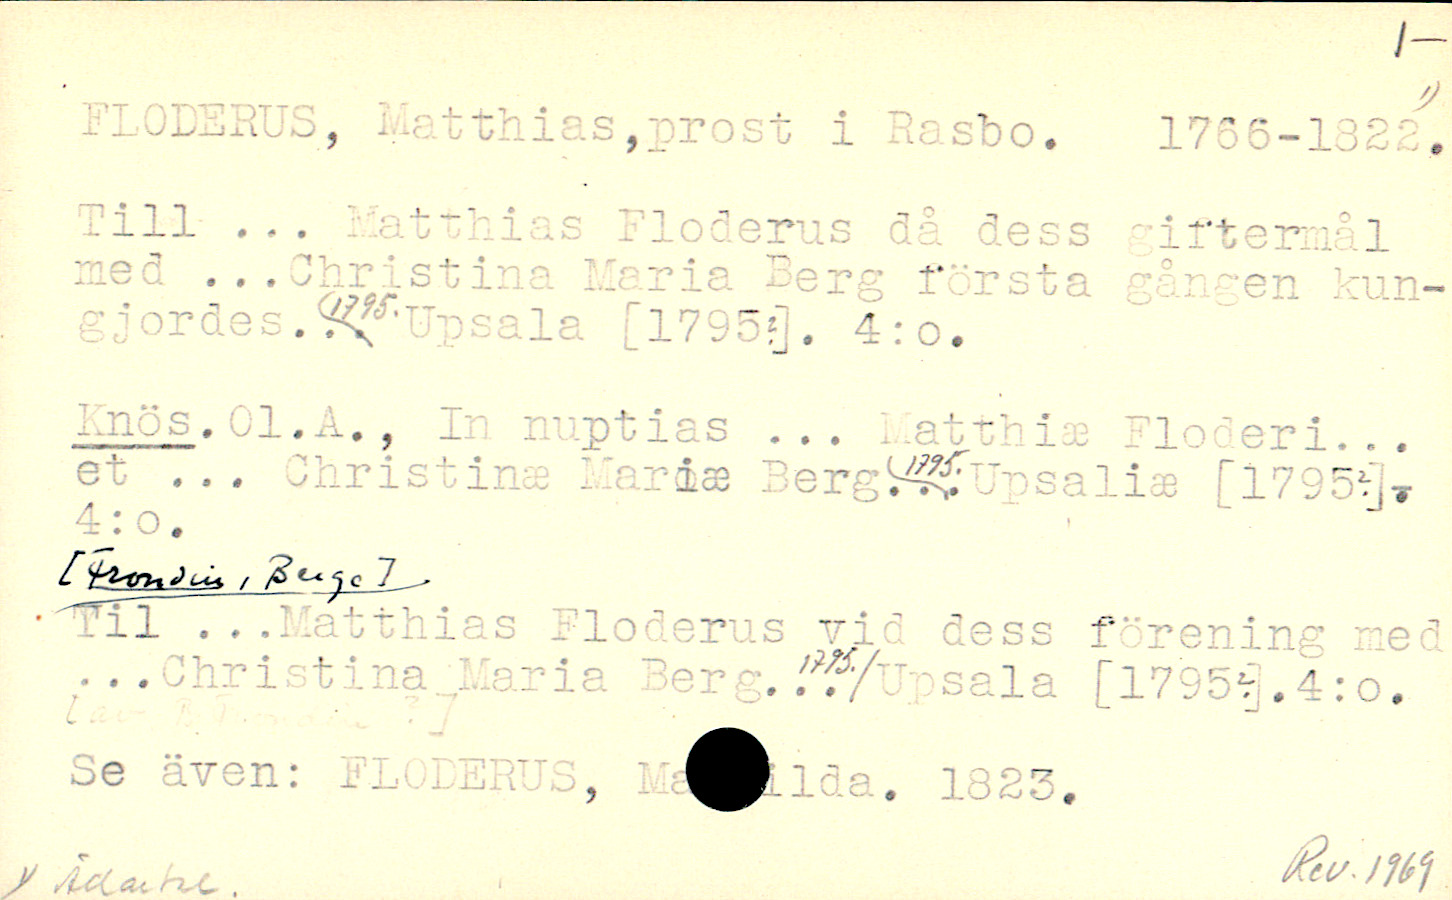 1—
FLODERUS, Matthias, prost i Rasbo. 1766-1822.¹⁾
Till ... Matthias Floderus då dess giftermål
med ...Christina Maria Berg första gången kun-
gjordes... 1795. Upsala [1795?]. 4:o.
Knös.Ol.A., In nuptias ... Matthiæ Floderi...
et ... Christinæ Mariæ Berg... 1795. Upsaliæ [1795?].
4:o.
[Frondin, Berge]
Til ...Matthias Floderus vid dess förening med
...Christina Maria Berg... 1795./Upsala [1795?].4:o.
[av B. Frondin ?]
Se även: FLODERUS, Ma ilda. 1823.
Rev. 1969